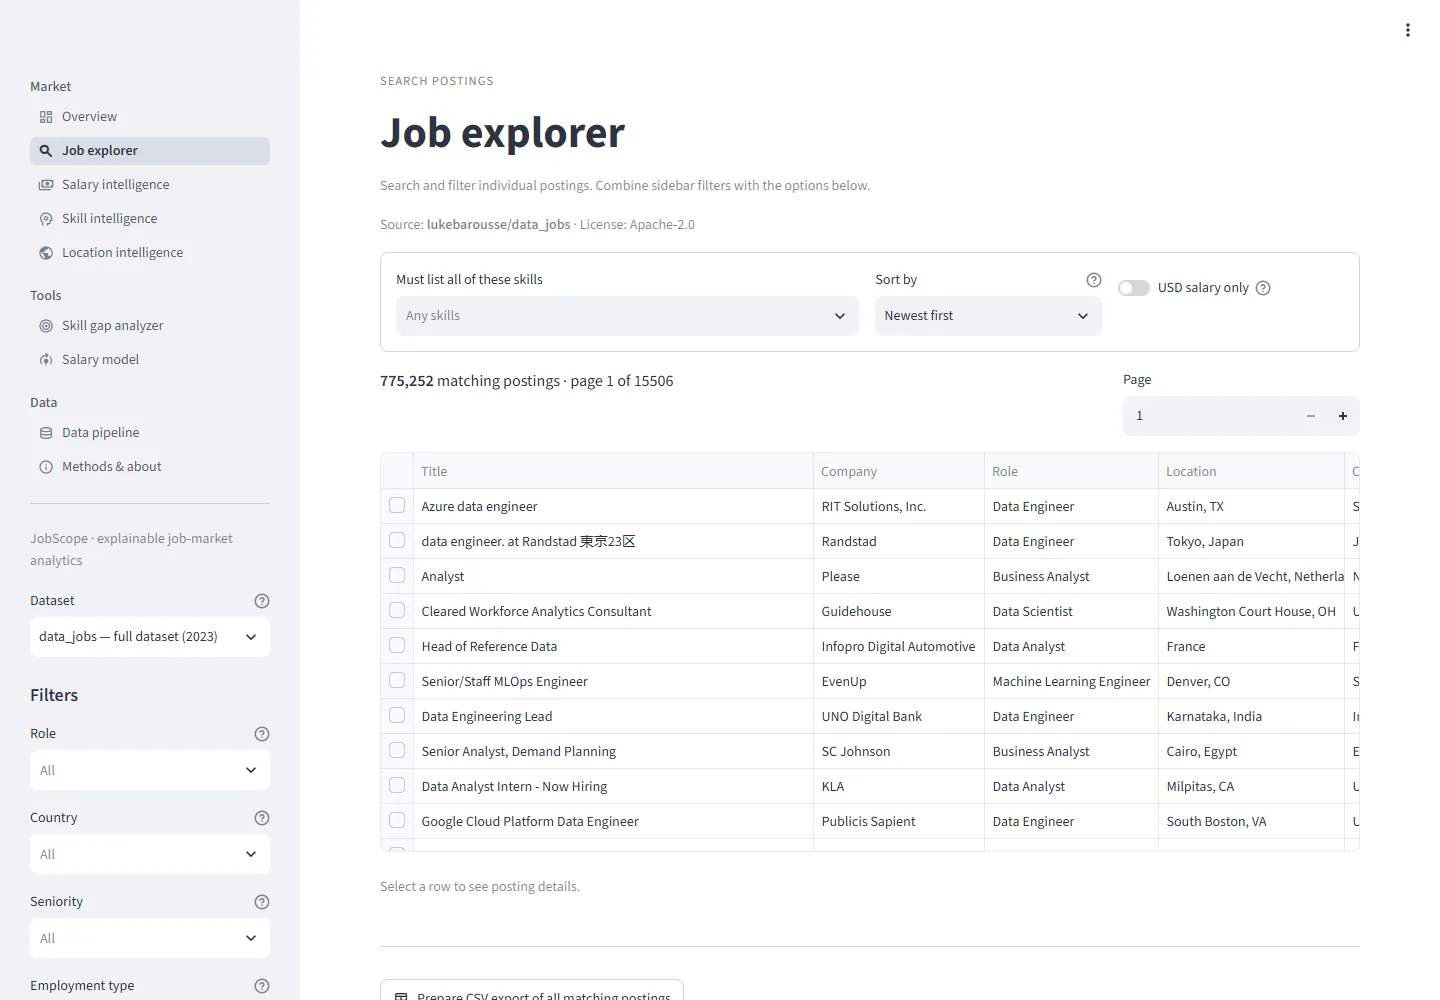 Market
Overview
Job explorer
Salary intelligence
Skill intelligence
Location intelligence
Tools
Skill gap analyzer
Salary model
Data
Data pipeline
Methods & about
JobScope · explainable job-market
analytics
Dataset
data_jobs — full dataset (2023)
Filters
Role
All
Country
All
Seniority
All
Employment type
SEARCH POSTINGS
Job explorer
Search and filter individual postings. Combine sidebar filters with the options below.
Source: lukebarousse/data_jobs · License: Apache-2.0
Must list all of these skills
Any skills
Sort by
Newest first
USD salary only
775,252 matching postings · page 1 of 15506
Page
1
Title Company Role Location C
Azure data engineer RIT Solutions, Inc. Data Engineer Austin, TX S
data engineer. at Randstad 東京23区 Randstad Data Engineer Tokyo, Japan J
Analyst Please Business Analyst Loenen aan de Vecht, Netherla N
Cleared Workforce Analytics Consultant Guidehouse Data Scientist Washington Court House, OH U
Head of Reference Data Infopro Digital Automotive Data Analyst France F
Senior/Staff MLOps Engineer EvenUp Machine Learning Engineer Denver, CO S
Data Engineering Lead UNO Digital Bank Data Engineer Karnataka, India I
Senior Analyst, Demand Planning SC Johnson Business Analyst Cairo, Egypt E
Data Analyst Intern - Now Hiring KLA Data Analyst Milpitas, CA U
Google Cloud Platform Data Engineer Publicis Sapient Data Engineer South Boston, VA U
Select a row to see posting details.
Prepare CSV export of all matching postings